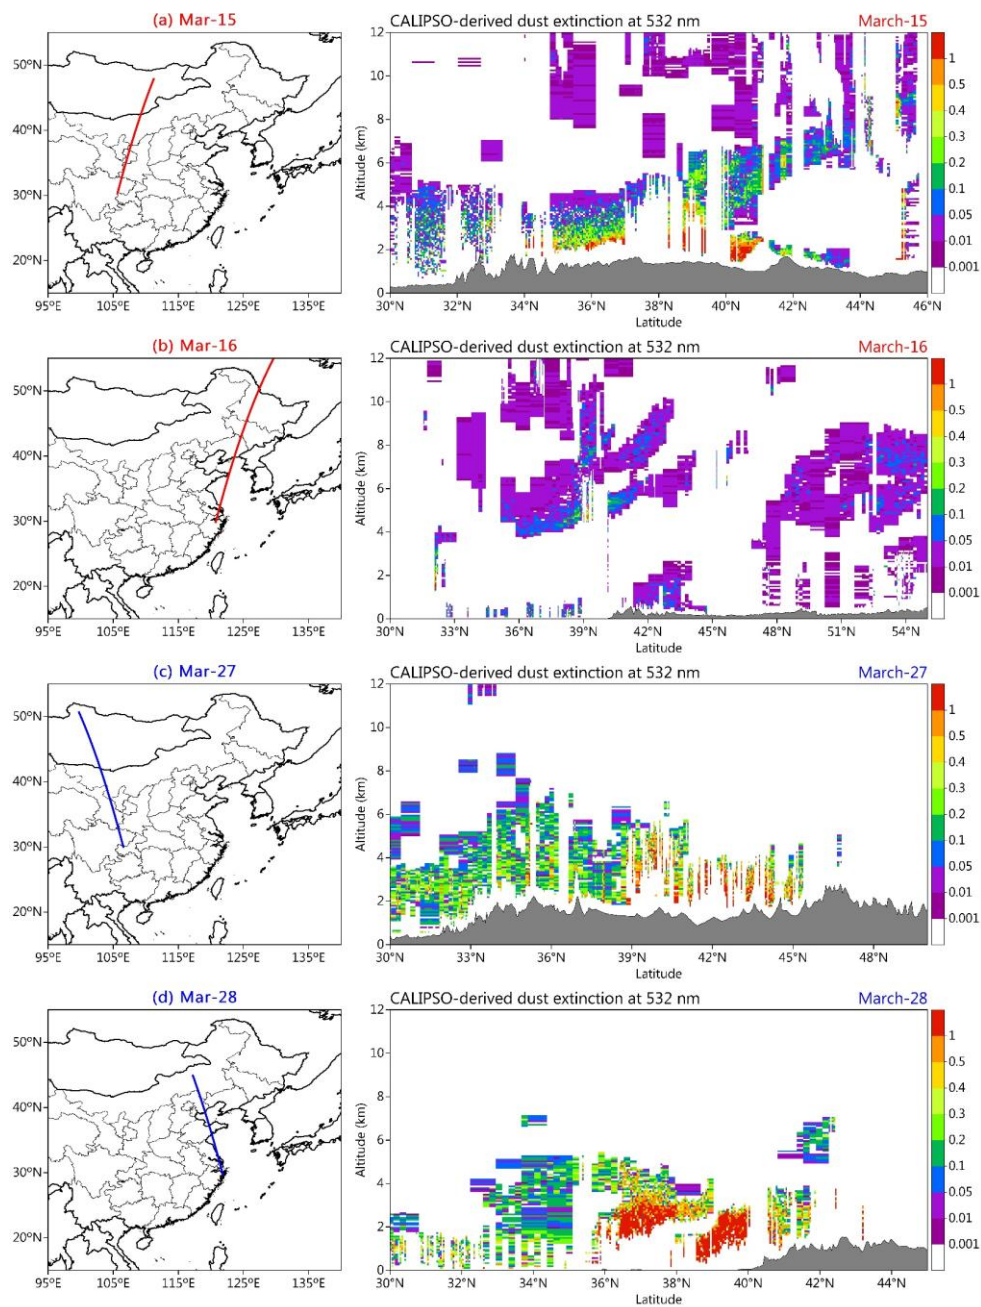 (a) Mar-15
CALIPSO-derived dust extinction at 532 nm
March-15
50°N
40°N
30°N
20°N
95°E 105°E 115°E 125°E 135°E
Altitude (km)
12
10
8
6
4
2
0
30°N 32°N 34°N 36°N 38°N 40°N 42°N 44°N 46°N
Latitude
1
0.5
0.4
0.3
0.2
0.1
0.05
0.01
0.001
(b) Mar-16
CALIPSO-derived dust extinction at 532 nm
March-16
50°N
40°N
30°N
20°N
95°E 105°E 115°E 125°E 135°E
Altitude (km)
12
10
8
6
4
2
0
30°N 33°N 36°N 39°N 42°N 45°N 48°N 51°N 54°N
Latitude
1
0.5
0.4
0.3
0.2
0.1
0.05
0.01
0.001
(c) Mar-27
CALIPSO-derived dust extinction at 532 nm
March-27
50°N
40°N
30°N
20°N
95°E 105°E 115°E 125°E 135°E
Altitude (km)
12
10
8
6
4
2
0
30°N 33°N 36°N 39°N 42°N 45°N 48°N
Latitude
1
0.5
0.4
0.3
0.2
0.1
0.05
0.01
0.001
(d) Mar-28
CALIPSO-derived dust extinction at 532 nm
March-28
50°N
40°N
30°N
20°N
95°E 105°E 115°E 125°E 135°E
Altitude (km)
12
10
8
6
4
2
0
30°N 32°N 34°N 36°N 38°N 40°N 42°N 44°N
Latitude
1
0.5
0.4
0.3
0.2
0.1
0.05
0.01
0.001